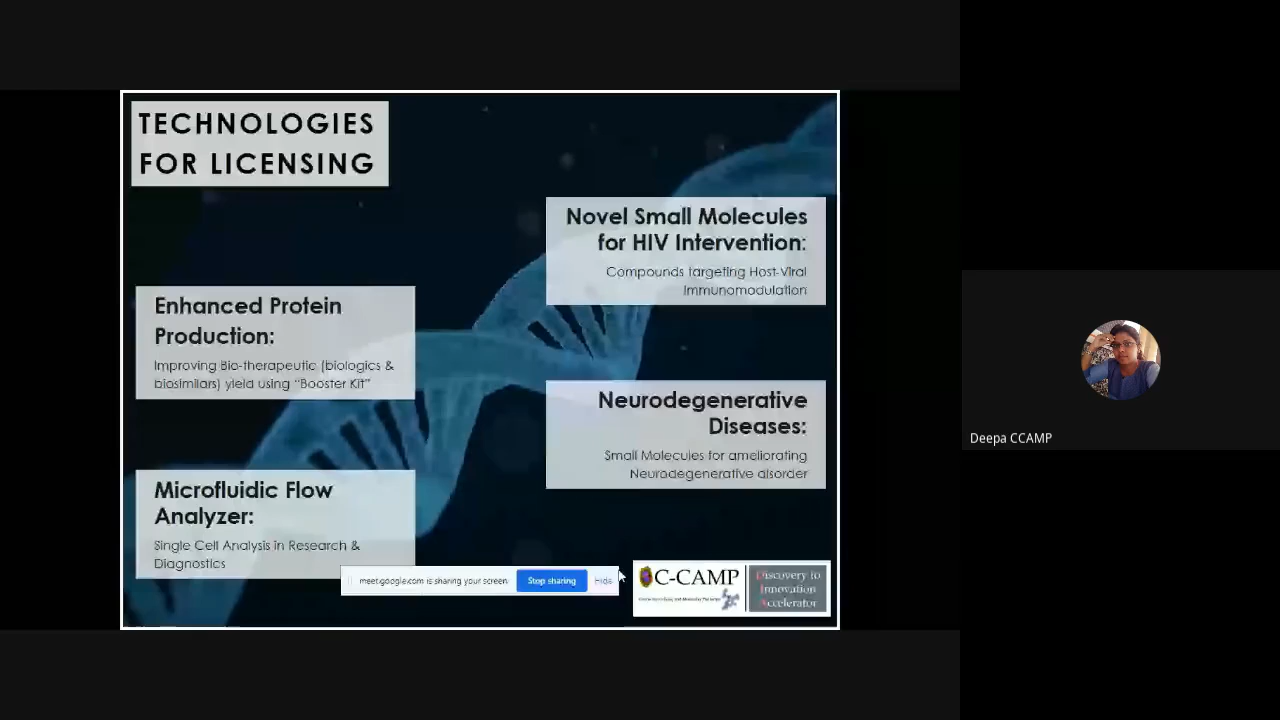 TECHNOLOGIES
FOR LICENSING
Novel Small Molecules
for HIV Intervention:
Compounds targeting Host-Viral
Immunomodulation
Enhanced Protein
Production:
Improving Bio-therapeutic (biologics &
biosimilars) yield using "Booster Kit"
Neurodegenerative
Diseases:
Small Molecules for ameliorating
Neurodegenerative disorder
Microfluidic Flow
Analyzer:
Single Cell Analysis in Research &
Diagnostics
meet.google.com is sharing your screen
Stop sharing
Hide
C-CAMP
Discovery to
Innovation
Accelerator
Deepa CCAMP